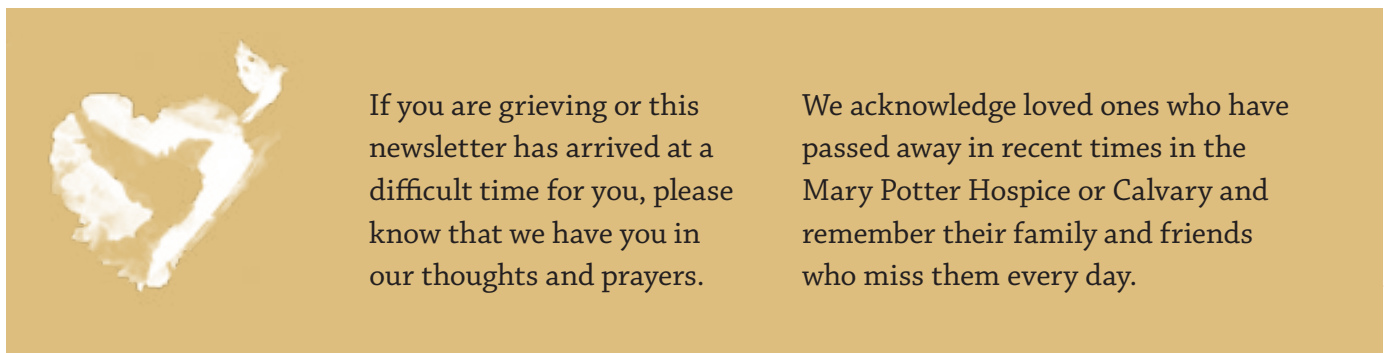 If you are grieving or this
newsletter has arrived at a
difficult time for you, please
know that we have you in
our thoughts and prayers.
We acknowledge loved ones who have
passed away in recent times in the
Mary Potter Hospice or Calvary and
remember their family and friends
who miss them every day.